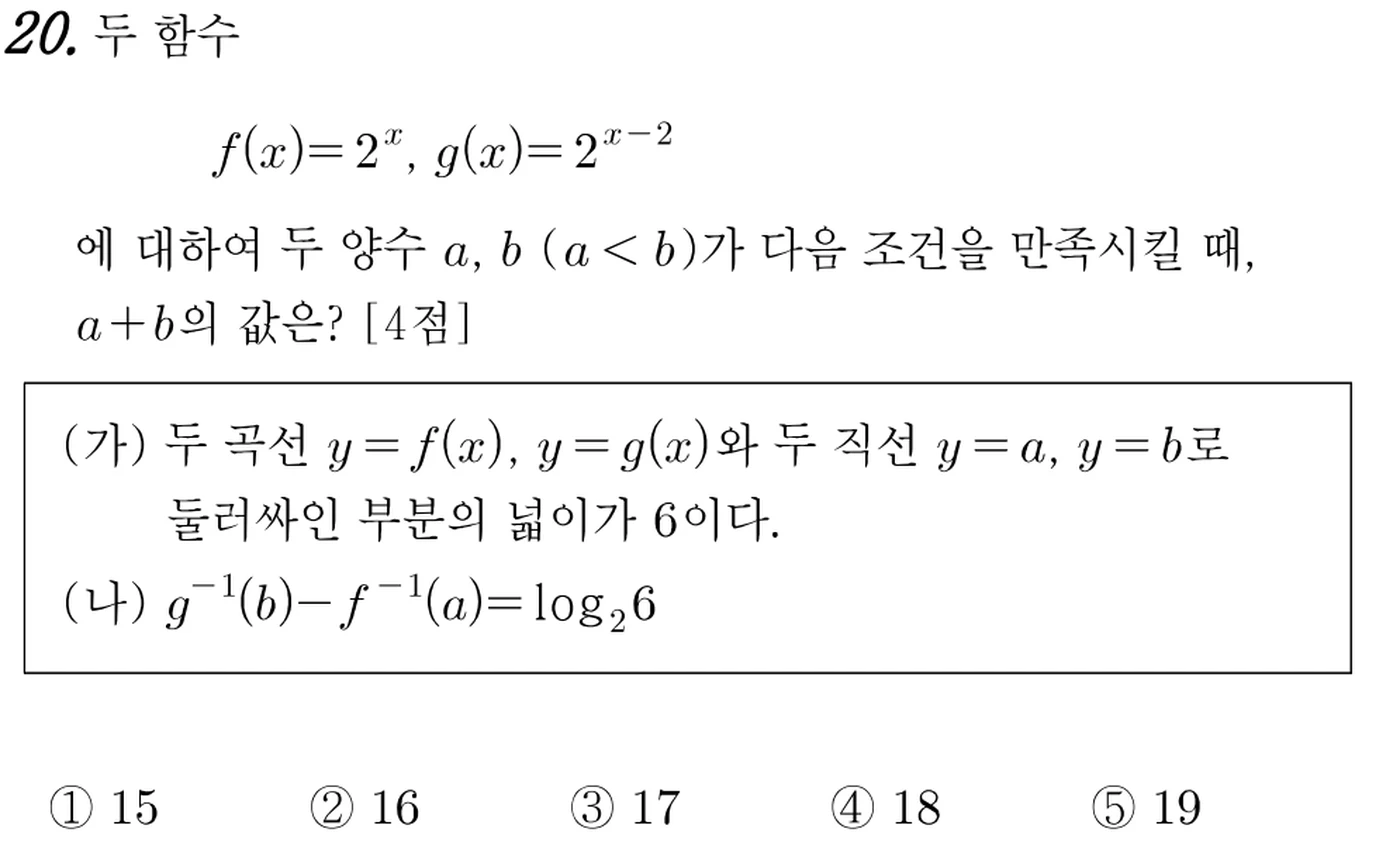 20. 두 함수
f(x)=2^x, g(x)=2^{x-2}
에 대하여 두 양수 a, b (a < b)가 다음 조건을 만족시킬 때,
a+b의 값은? [4점]
(가) 두 곡선 y=f(x), y=g(x)와 두 직선 y=a, y=b로
둘러싸인 부분의 넓이가 6이다.
(나) g^{-1}(b)-f^{-1}(a)=log_2 6
① 15 ② 16 ③ 17 ④ 18 ⑤ 19